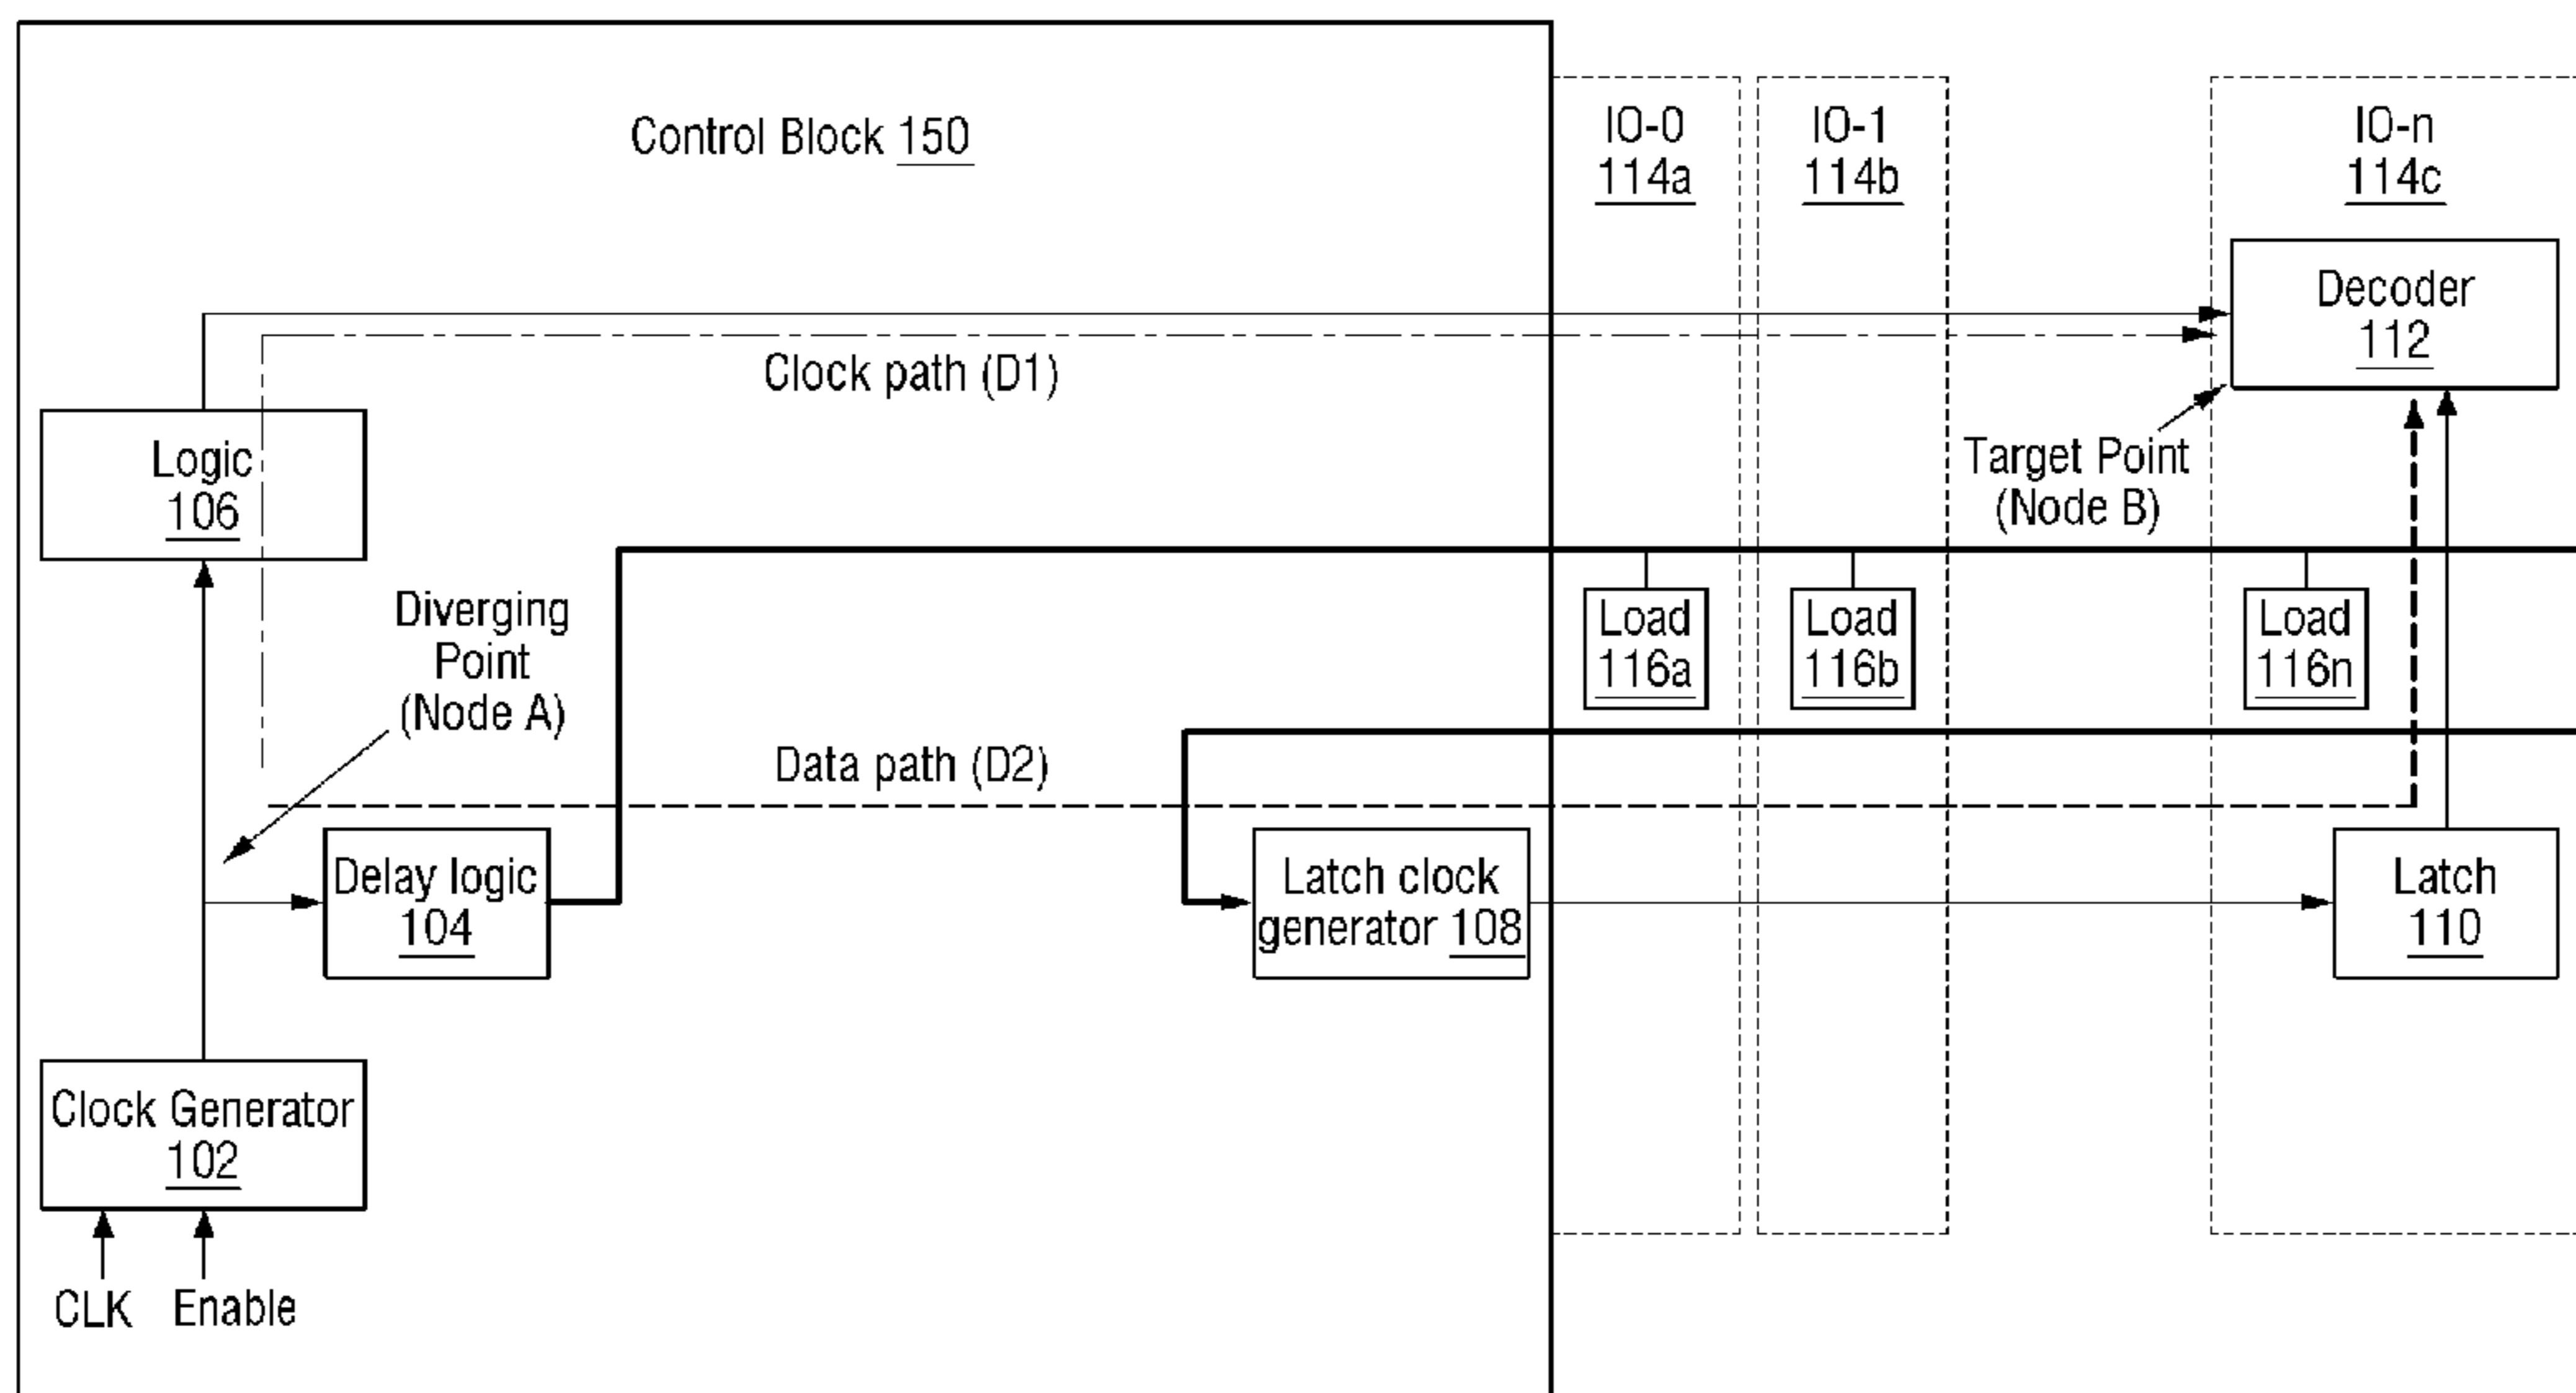 Control Block 150
IO-0
114a
IO-1
114b
IO-n
114c
Decoder
112
Clock path (D1)
Logic
106
Target Point
(Node B)
Diverging
Point
(Node A)
Load
116a
Load
116b
Load
116n
Data path (D2)
Delay logic
104
Latch clock
generator 108
Latch
110
Clock Generator
102
CLK
Enable